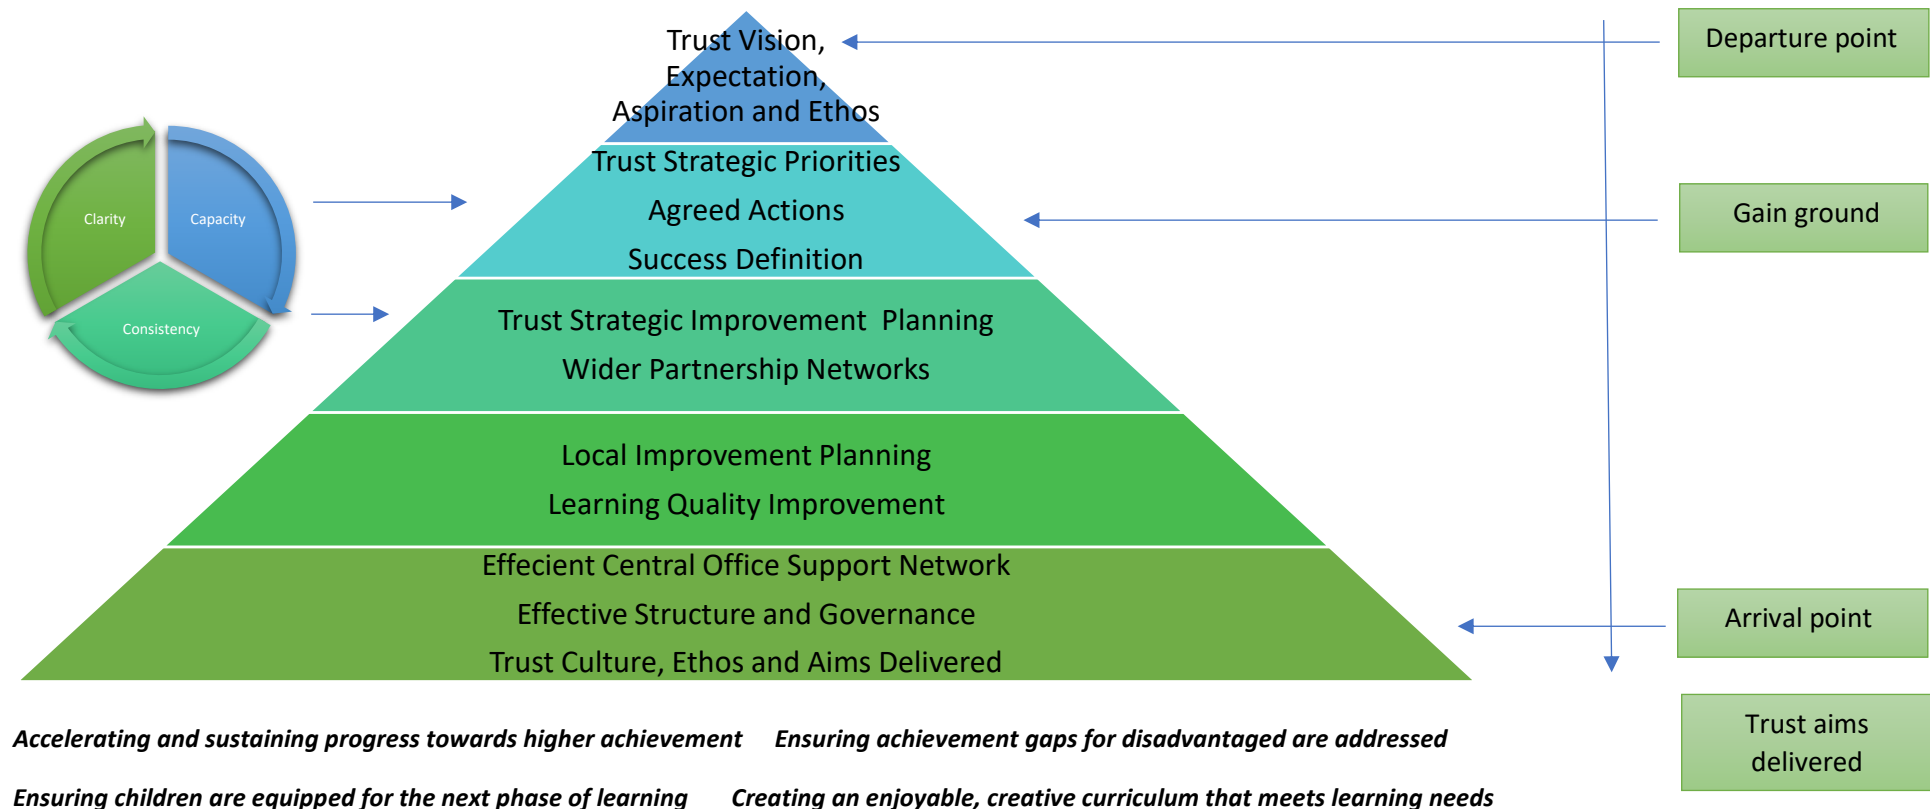 Trust Vision,
Expectation,
Aspiration and Ethos
Trust Strategic Priorities
Agreed Actions
Success Definition
Trust Strategic Improvement  Planning
Wider Partnership Networks
Local Improvement Planning
Learning Quality Improvement
Effecient Central Office Support Network
Effective Structure and Governance
Trust Culture, Ethos and Aims Delivered
Clarity
Capacity
Consistency
Departure point
Gain ground
Arrival point
Trust aims
delivered
Accelerating and sustaining progress towards higher achievement    Ensuring achievement gaps for disadvantaged are addressed
Ensuring children are equipped for the next phase of learning    Creating an enjoyable, creative curriculum that meets learning needs